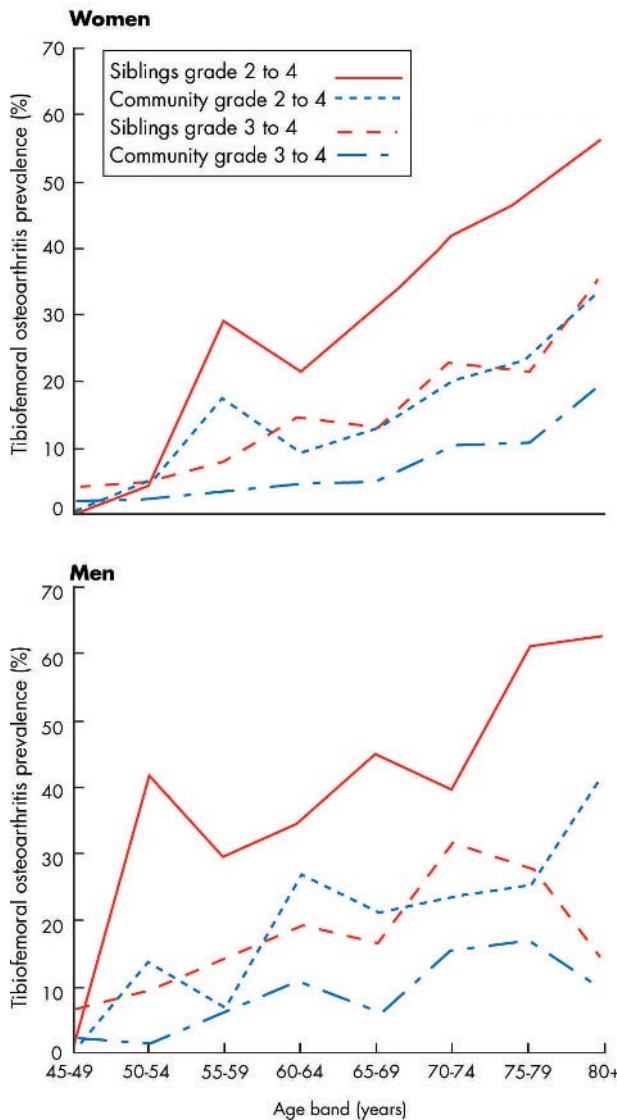 Women
70
60
50
40
30
20
10
0
Tibiofemoral osteoarthritis prevalence (%)
Siblings grade 2 to 4
Community grade 2 to 4
Siblings grade 3 to 4
Community grade 3 to 4
Men
70
60
50
40
30
20
10
0
Tibiofemoral osteoarthritis prevalence (%)
45-49 50-54 55-59 60-64 65-69 70-74 75-79 80+
Age band (years)